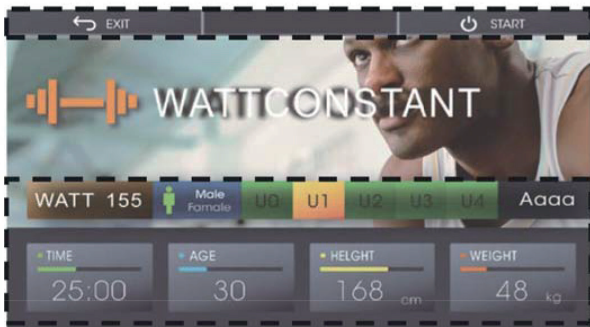 EXIT START
WATTCONSTANT
WATT 155 Male U0 U1 U2 U3 U4 Aaaa
Famale
TIME AGE HELGHT WEIGHT
25:00 30 168 cm 48 kg